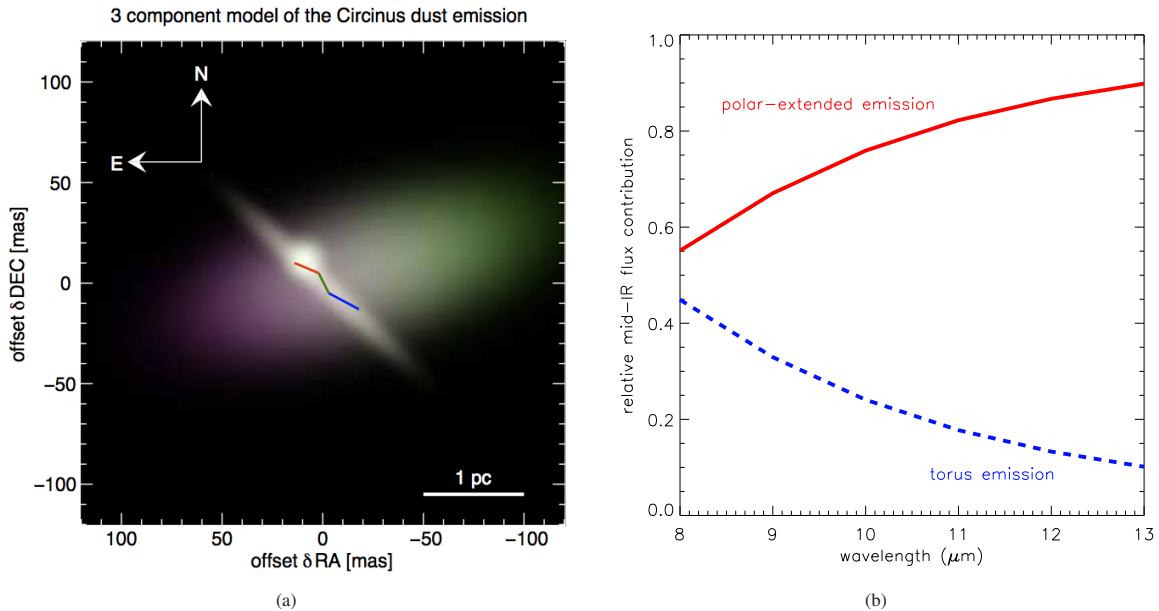 3 component model of the Circinus dust emission
N
E
1 pc
100
50
0
−50
−100
offset δDEC [mas]
100
50
0
−50
−100
offset δRA [mas]
(a)
1.0
0.8
0.6
0.4
0.2
0.0
relative mid−IR flux contribution
polar−extended emission
torus emission
8
9
10
11
12
13
wavelength (μm)
(b)